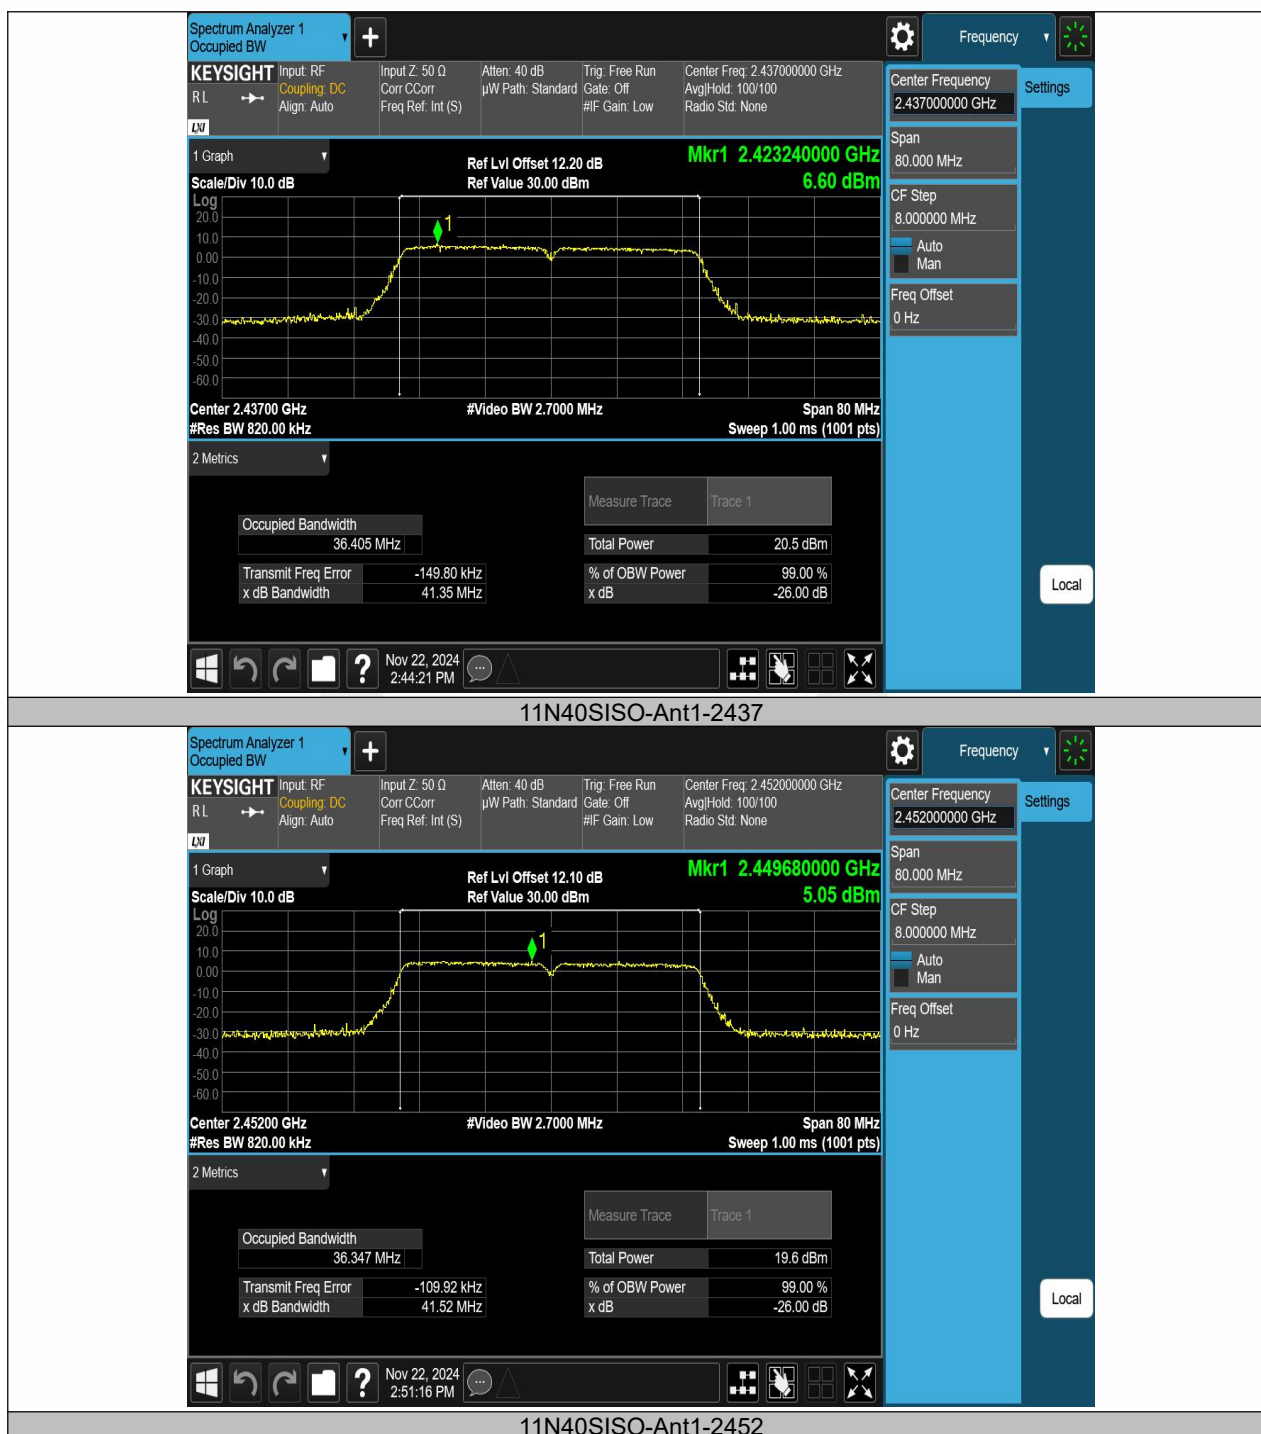 Spectrum Analyzer 1
Occupied BW
Frequency
KEYSIGHT
R L
LXI
Input: RF
Coupling: DC
Align: Auto
Input Z: 50 Ω
Corr CCorr
Freq Ref: Int (S)
Atten: 40 dB
µW Path: Standard
Trig: Free Run
Gate: Off
#IF Gain: Low
Center Freq: 2.437000000 GHz
Avg|Hold: 100/100
Radio Std: None
Center Frequency
2.437000000 GHz
Settings
Span
80.000 MHz
CF Step
8.000000 MHz
Auto
Man
Freq Offset
0 Hz
Local
1 Graph
Scale/Div 10.0 dB
Ref Lvl Offset 12.20 dB
Ref Value 30.00 dBm
Mkr1 2.423240000 GHz
6.60 dBm
Log
20.0
10.0
0.00
-10.0
-20.0
-30.0
-40.0
-50.0
-60.0
1
Center 2.43700 GHz
#Res BW 820.00 kHz
#Video BW 2.7000 MHz
Span 80 MHz
Sweep 1.00 ms (1001 pts)
2 Metrics
Measure Trace Trace 1
Occupied Bandwidth
36.405 MHz
Total Power 20.5 dBm
Transmit Freq Error -149.80 kHz
x dB Bandwidth 41.35 MHz
% of OBW Power 99.00 %
x dB -26.00 dB
Nov 22, 2024
2:44:21 PM
11N40SISO-Ant1-2437
Spectrum Analyzer 1
Occupied BW
Frequency
KEYSIGHT
R L
LXI
Input: RF
Coupling: DC
Align: Auto
Input Z: 50 Ω
Corr CCorr
Freq Ref: Int (S)
Atten: 40 dB
µW Path: Standard
Trig: Free Run
Gate: Off
#IF Gain: Low
Center Freq: 2.452000000 GHz
Avg|Hold: 100/100
Radio Std: None
Center Frequency
2.452000000 GHz
Settings
Span
80.000 MHz
CF Step
8.000000 MHz
Auto
Man
Freq Offset
0 Hz
Local
1 Graph
Scale/Div 10.0 dB
Ref Lvl Offset 12.10 dB
Ref Value 30.00 dBm
Mkr1 2.449680000 GHz
5.05 dBm
Log
20.0
10.0
0.00
-10.0
-20.0
-30.0
-40.0
-50.0
-60.0
1
Center 2.45200 GHz
#Res BW 820.00 kHz
#Video BW 2.7000 MHz
Span 80 MHz
Sweep 1.00 ms (1001 pts)
2 Metrics
Measure Trace Trace 1
Occupied Bandwidth
36.347 MHz
Total Power 19.6 dBm
Transmit Freq Error -109.92 kHz
x dB Bandwidth 41.52 MHz
% of OBW Power 99.00 %
x dB -26.00 dB
Nov 22, 2024
2:51:16 PM
11N40SISO-Ant1-2452